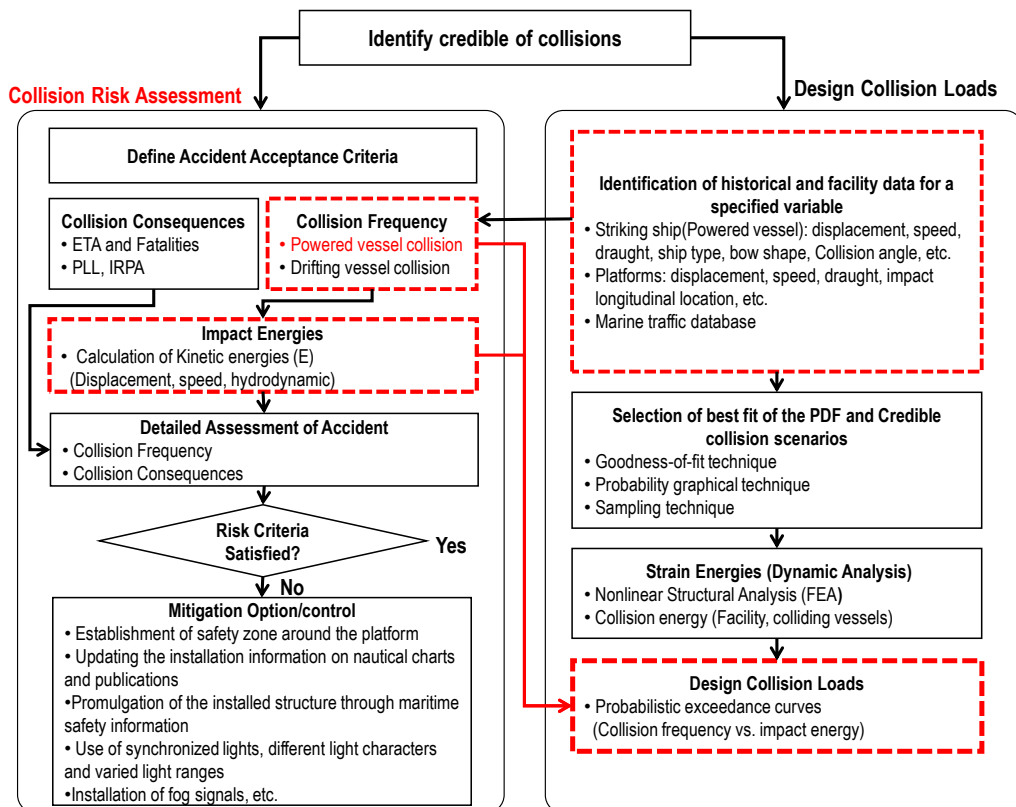 Identify credible of collisions
Collision Risk Assessment
Define Accident Acceptance Criteria
Collision Consequences
• ETA and Fatalities
• PLL, IRPA
Collision Frequency
• Powered vessel collision
• Drifting vessel collision
Impact Energies
• Calculation of Kinetic energies (E)
(Displacement, speed, hydrodynamic)
Detailed Assessment of Accident
• Collision Frequency
• Collision Consequences
Risk Criteria
Satisfied?
Yes
No
Mitigation Option/control
• Establishment of safety zone around the platform
• Updating the installation information on nautical charts
and publications
•Promulgation of the installed structure through maritime
safety information
• Use of synchronized lights, different light characters
and varied light ranges
•Installation of fog signals, etc.
Design Collision Loads
Identification of historical and facility data for a
specified variable
• Striking ship(Powered vessel): displacement, speed,
draught, ship type, bow shape, Collision angle, etc.
• Platforms: displacement, speed, draught, impact
longitudinal location, etc.
• Marine traffic database
Selection of best fit of the PDF and Credible
collision scenarios
• Goodness-of-fit technique
• Probability graphical technique
• Sampling technique
Strain Energies (Dynamic Analysis)
• Nonlinear Structural Analysis (FEA)
• Collision energy (Facility, colliding vessels)
Design Collision Loads
• Probabilistic exceedance curves
(Collision frequency vs. impact energy)